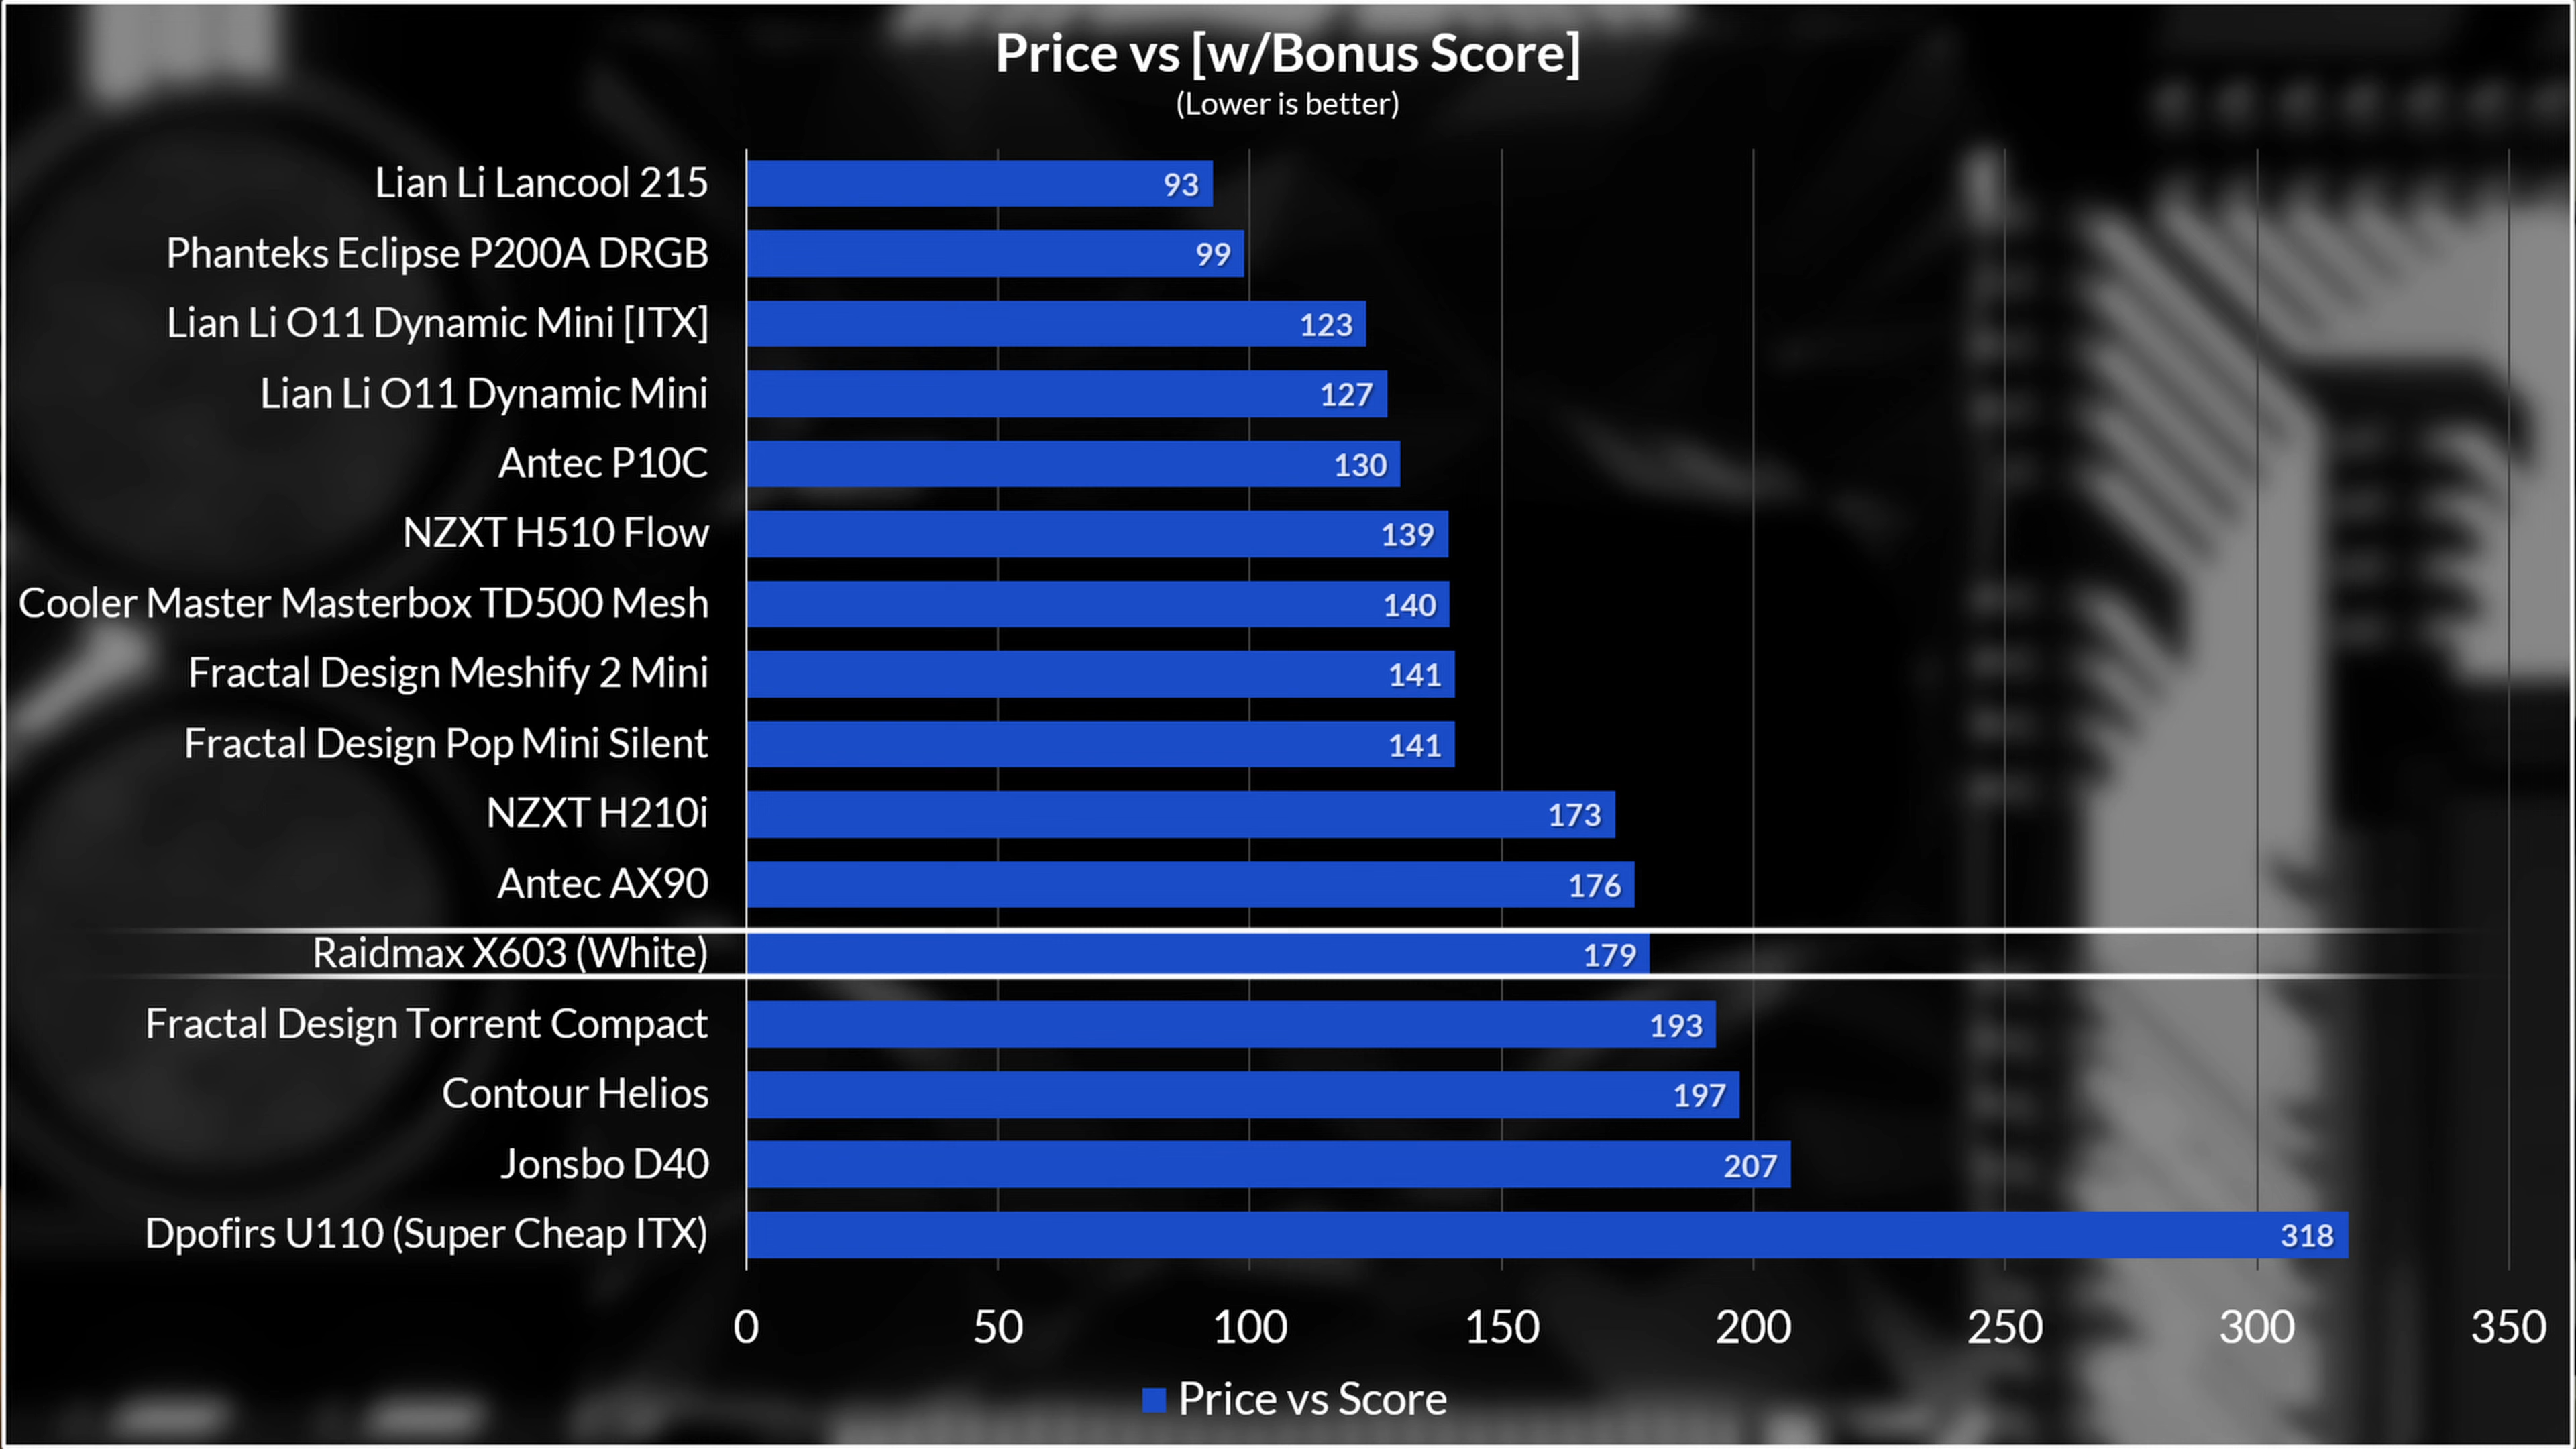 Price vs [w/Bonus Score]
(Lower is better)
Lian Li Lancool 215 93
Phanteks Eclipse P200A DRGB 99
Lian Li O11 Dynamic Mini [ITX] 123
Lian Li O11 Dynamic Mini 127
Antec P10C 130
NZXT H510 Flow 139
Cooler Master Masterbox TD500 Mesh 140
Fractal Design Meshify 2 Mini 141
Fractal Design Pop Mini Silent 141
NZXT H210i 173
Antec AX90 176
Raidmax X603 (White) 179
Fractal Design Torrent Compact 193
Contour Helios 197
Jonsbo D40 207
Dpofirs U110 (Super Cheap ITX) 318
0 50 100 150 200 250 300 350
Price vs Score